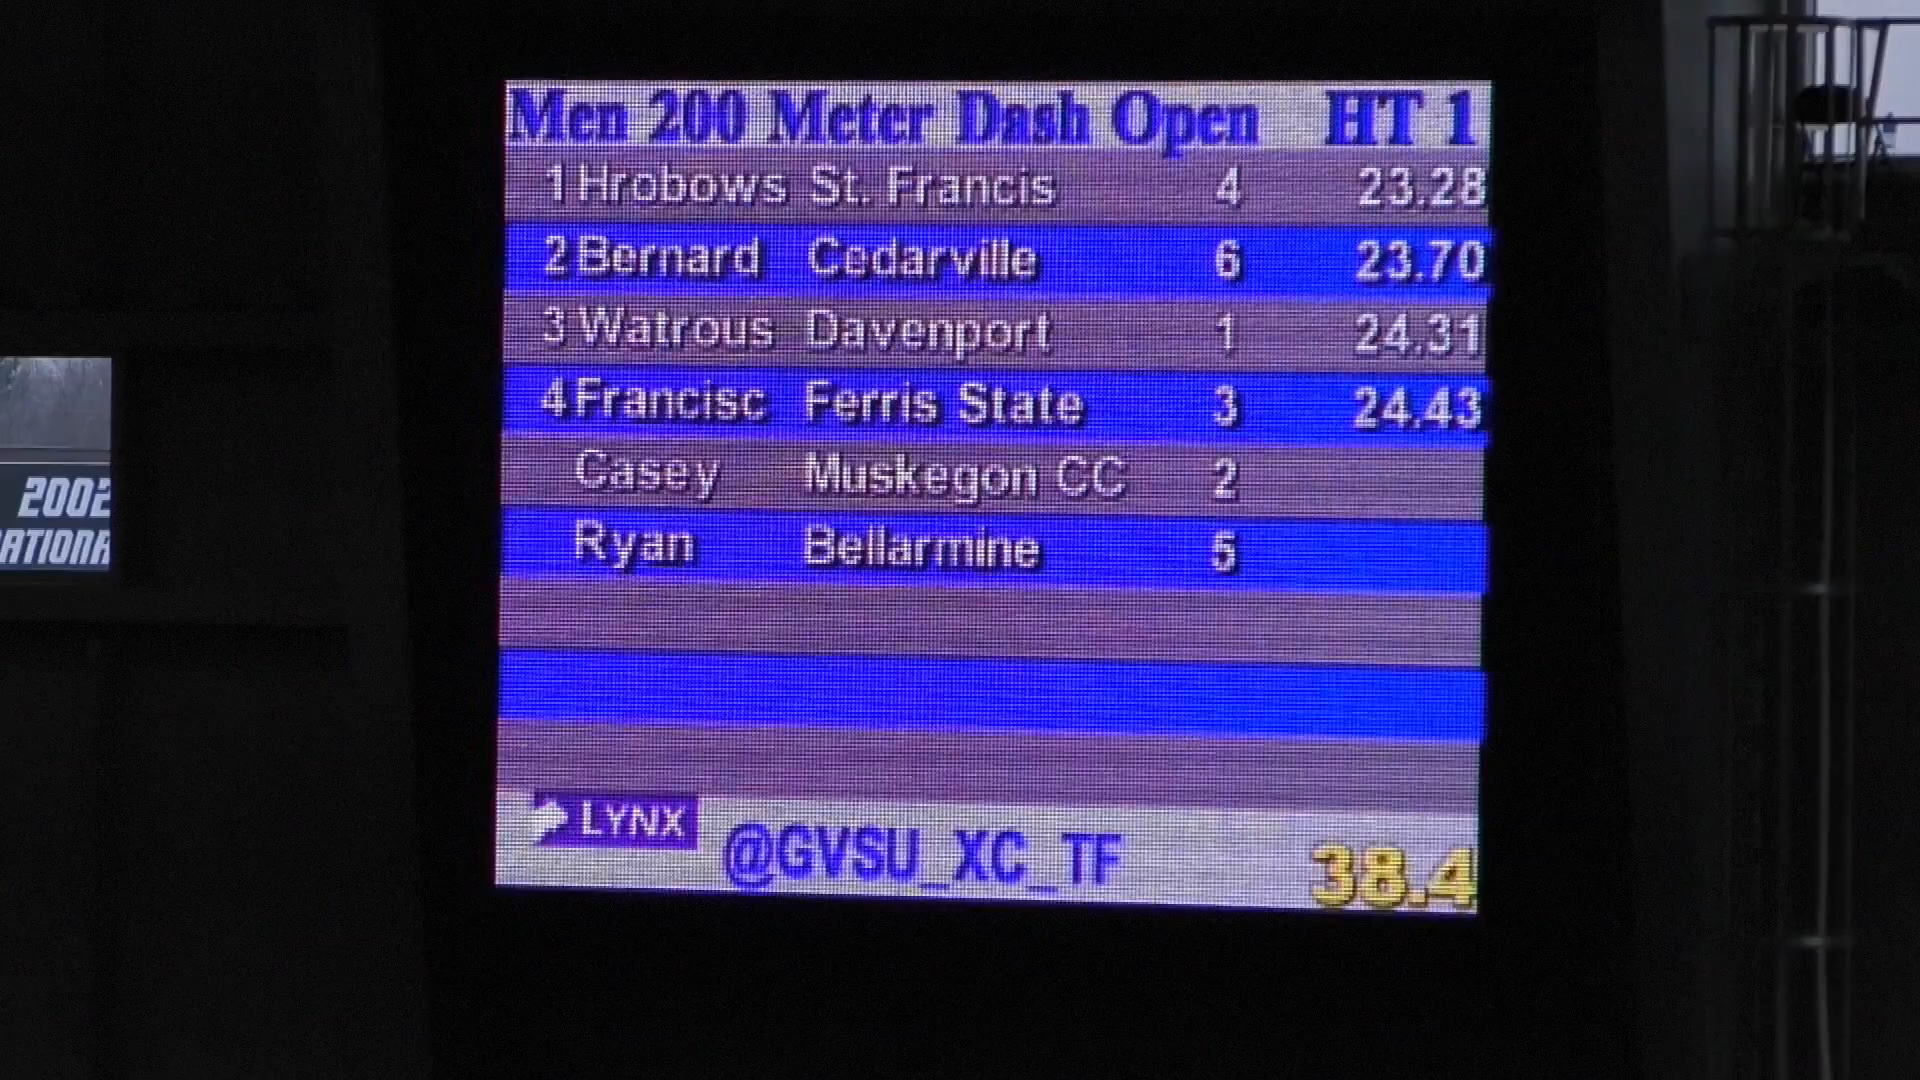 Men 200 Meter Dash Open HT 1
1 Hrobows St. Francis 4 23.28
2 Bernard Cedarville 6 23.70
3 Watrous Davenport 1 24.31
4 Francisc Ferris State 3 24.43
Casey Muskegon CC 2
Ryan Bellarmine 5
LYNX @GVSU_XC_TF 38.4
2002
ATIONA